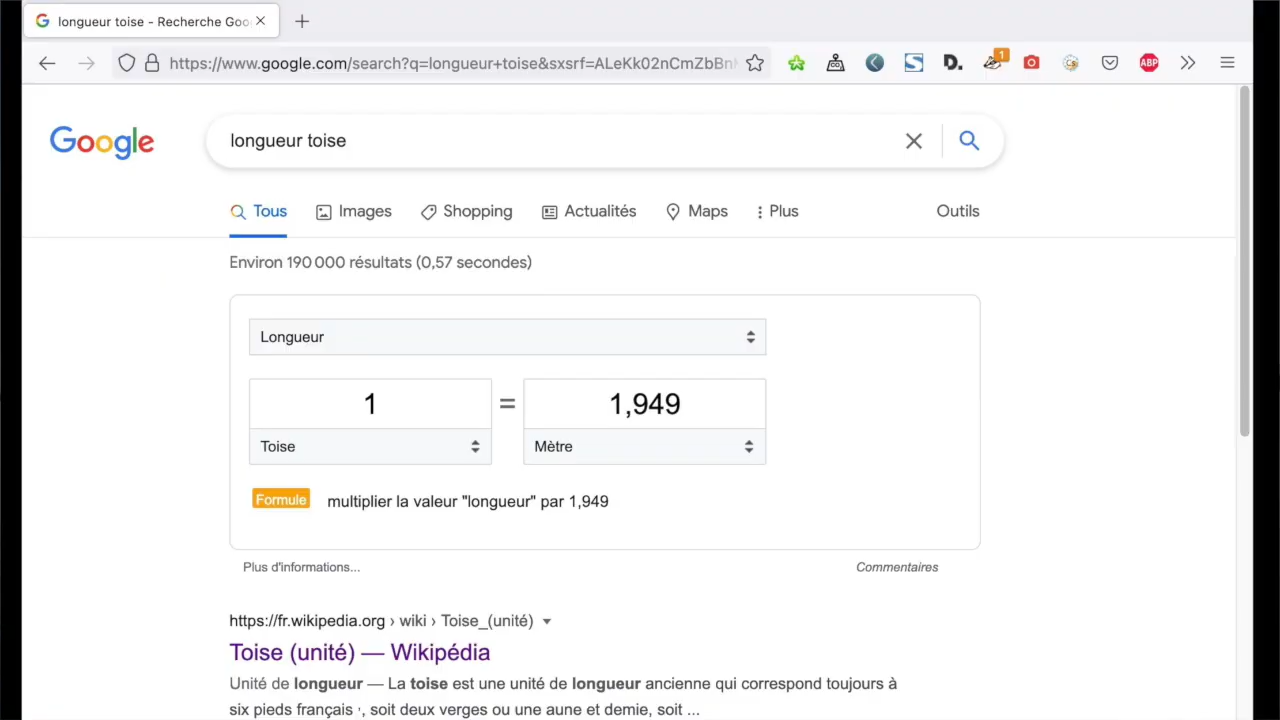 longueur toise - Recherche Goo
https://www.google.com/search?q=longueur+toise&sxsrf=ALeKk02nCmZbBn
D.
1
ABP
Google
longueur toise
Tous
Images
Shopping
Actualités
Maps
Plus
Outils
Environ 190 000 résultats (0,57 secondes)
Longueur
1 = 1,949
Toise
Mètre
Formule multiplier la valeur "longueur" par 1,949
Plus d'informations...
Commentaires
https://fr.wikipedia.org › wiki › Toise_(unité)
Toise (unité) — Wikipédia
Unité de longueur — La toise est une unité de longueur ancienne qui correspond toujours à
six pieds français , soit deux verges ou une aune et demie, soit ...